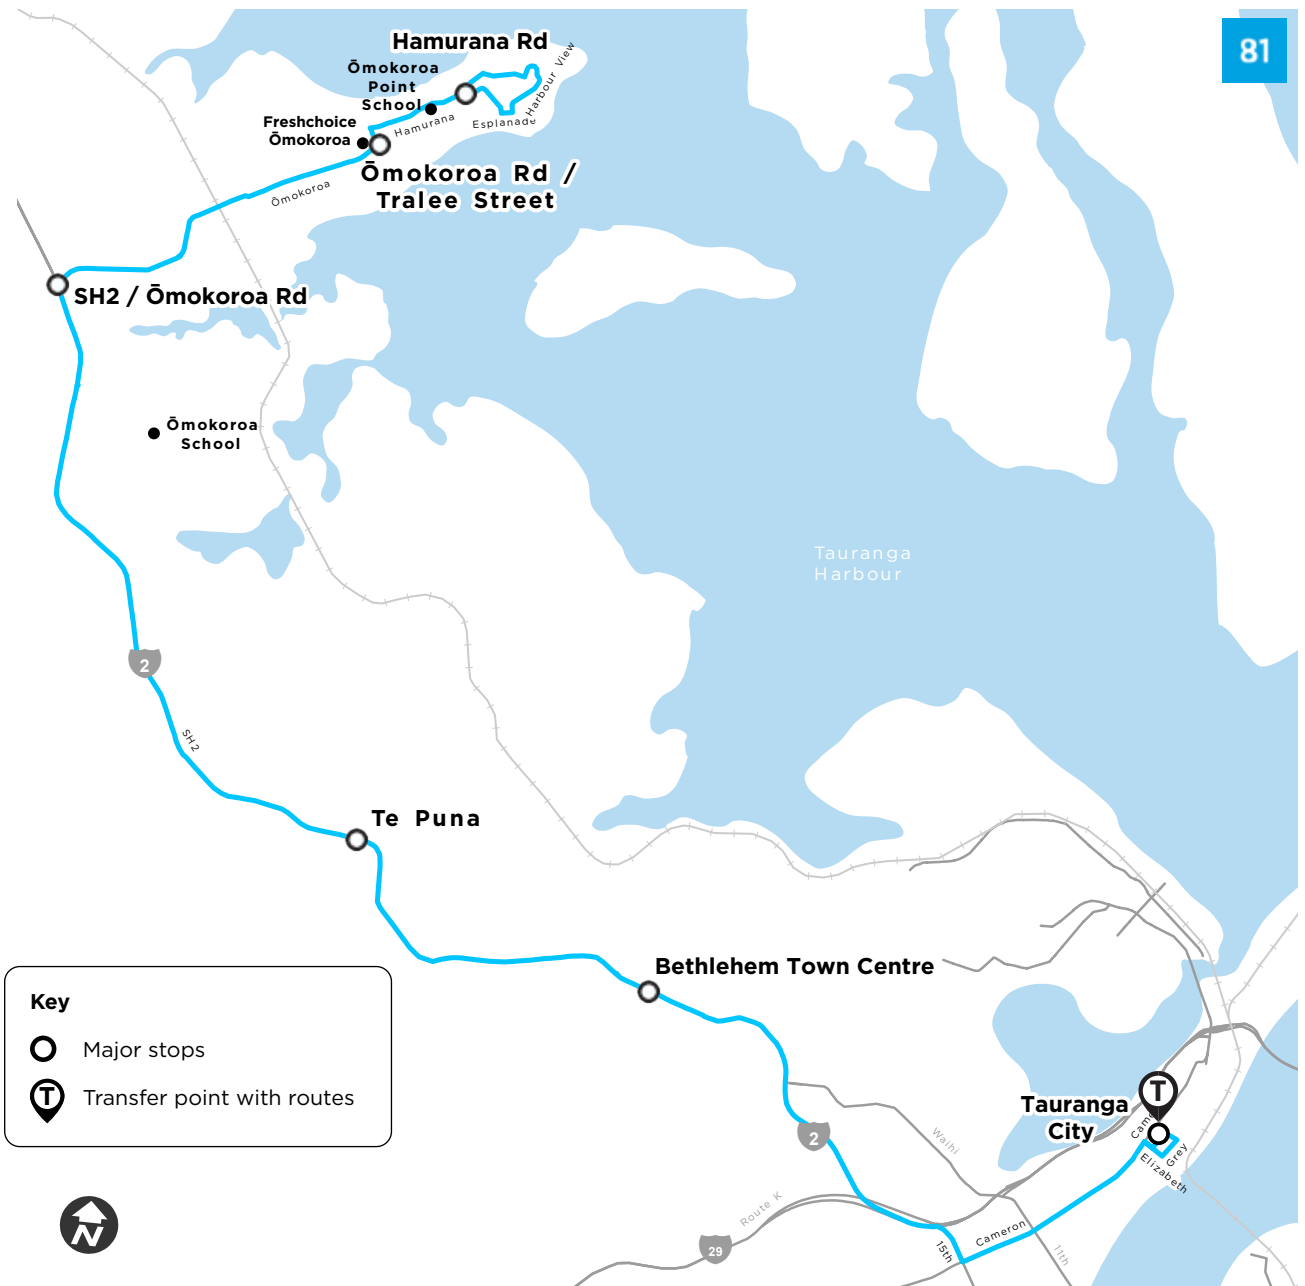 81
Hamurana Rd
Ōmokoroa
Point
School
Harbour View
Freshchoice
Ōmokoroa
Hamurana
Esplanade
Ōmokoroa Rd /
Tralee Street
Ōmokoroa
SH2 / Ōmokoroa Rd
Ōmokoroa
School
Tauranga
Harbour
2
SH2
Te Puna
Bethlehem Town Centre
Key
Major stops
T
Transfer point with routes
T
Tauranga
City
Grey
Elizabeth
Waihi
2
Route K
29
Cameron
15th
11th
N